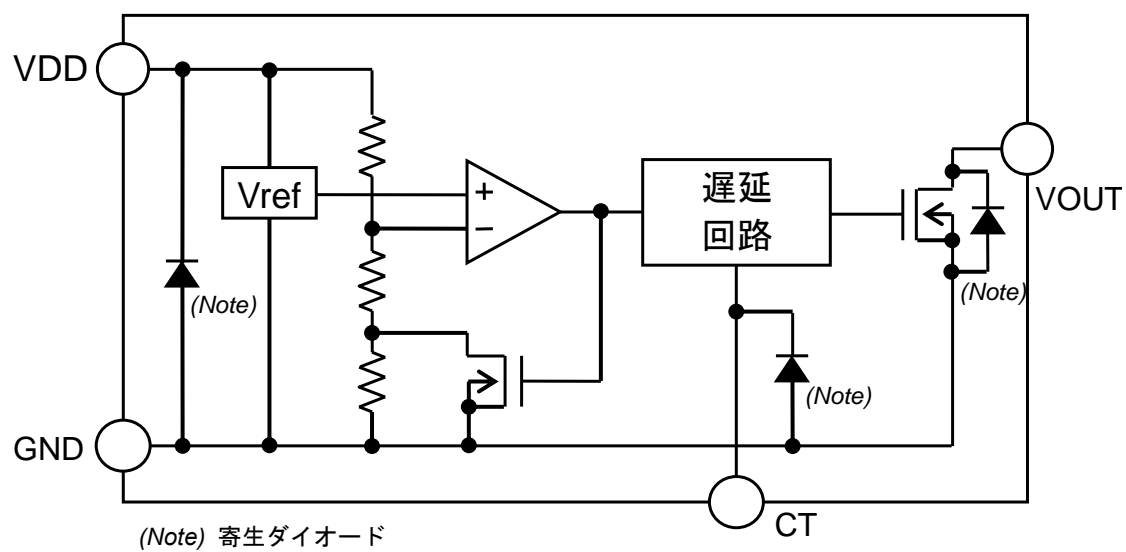 VDD
Vref
+
−
遅延
回路
VOUT
(Note)
(Note)
(Note)
GND
CT
(Note) 寄生ダイオード